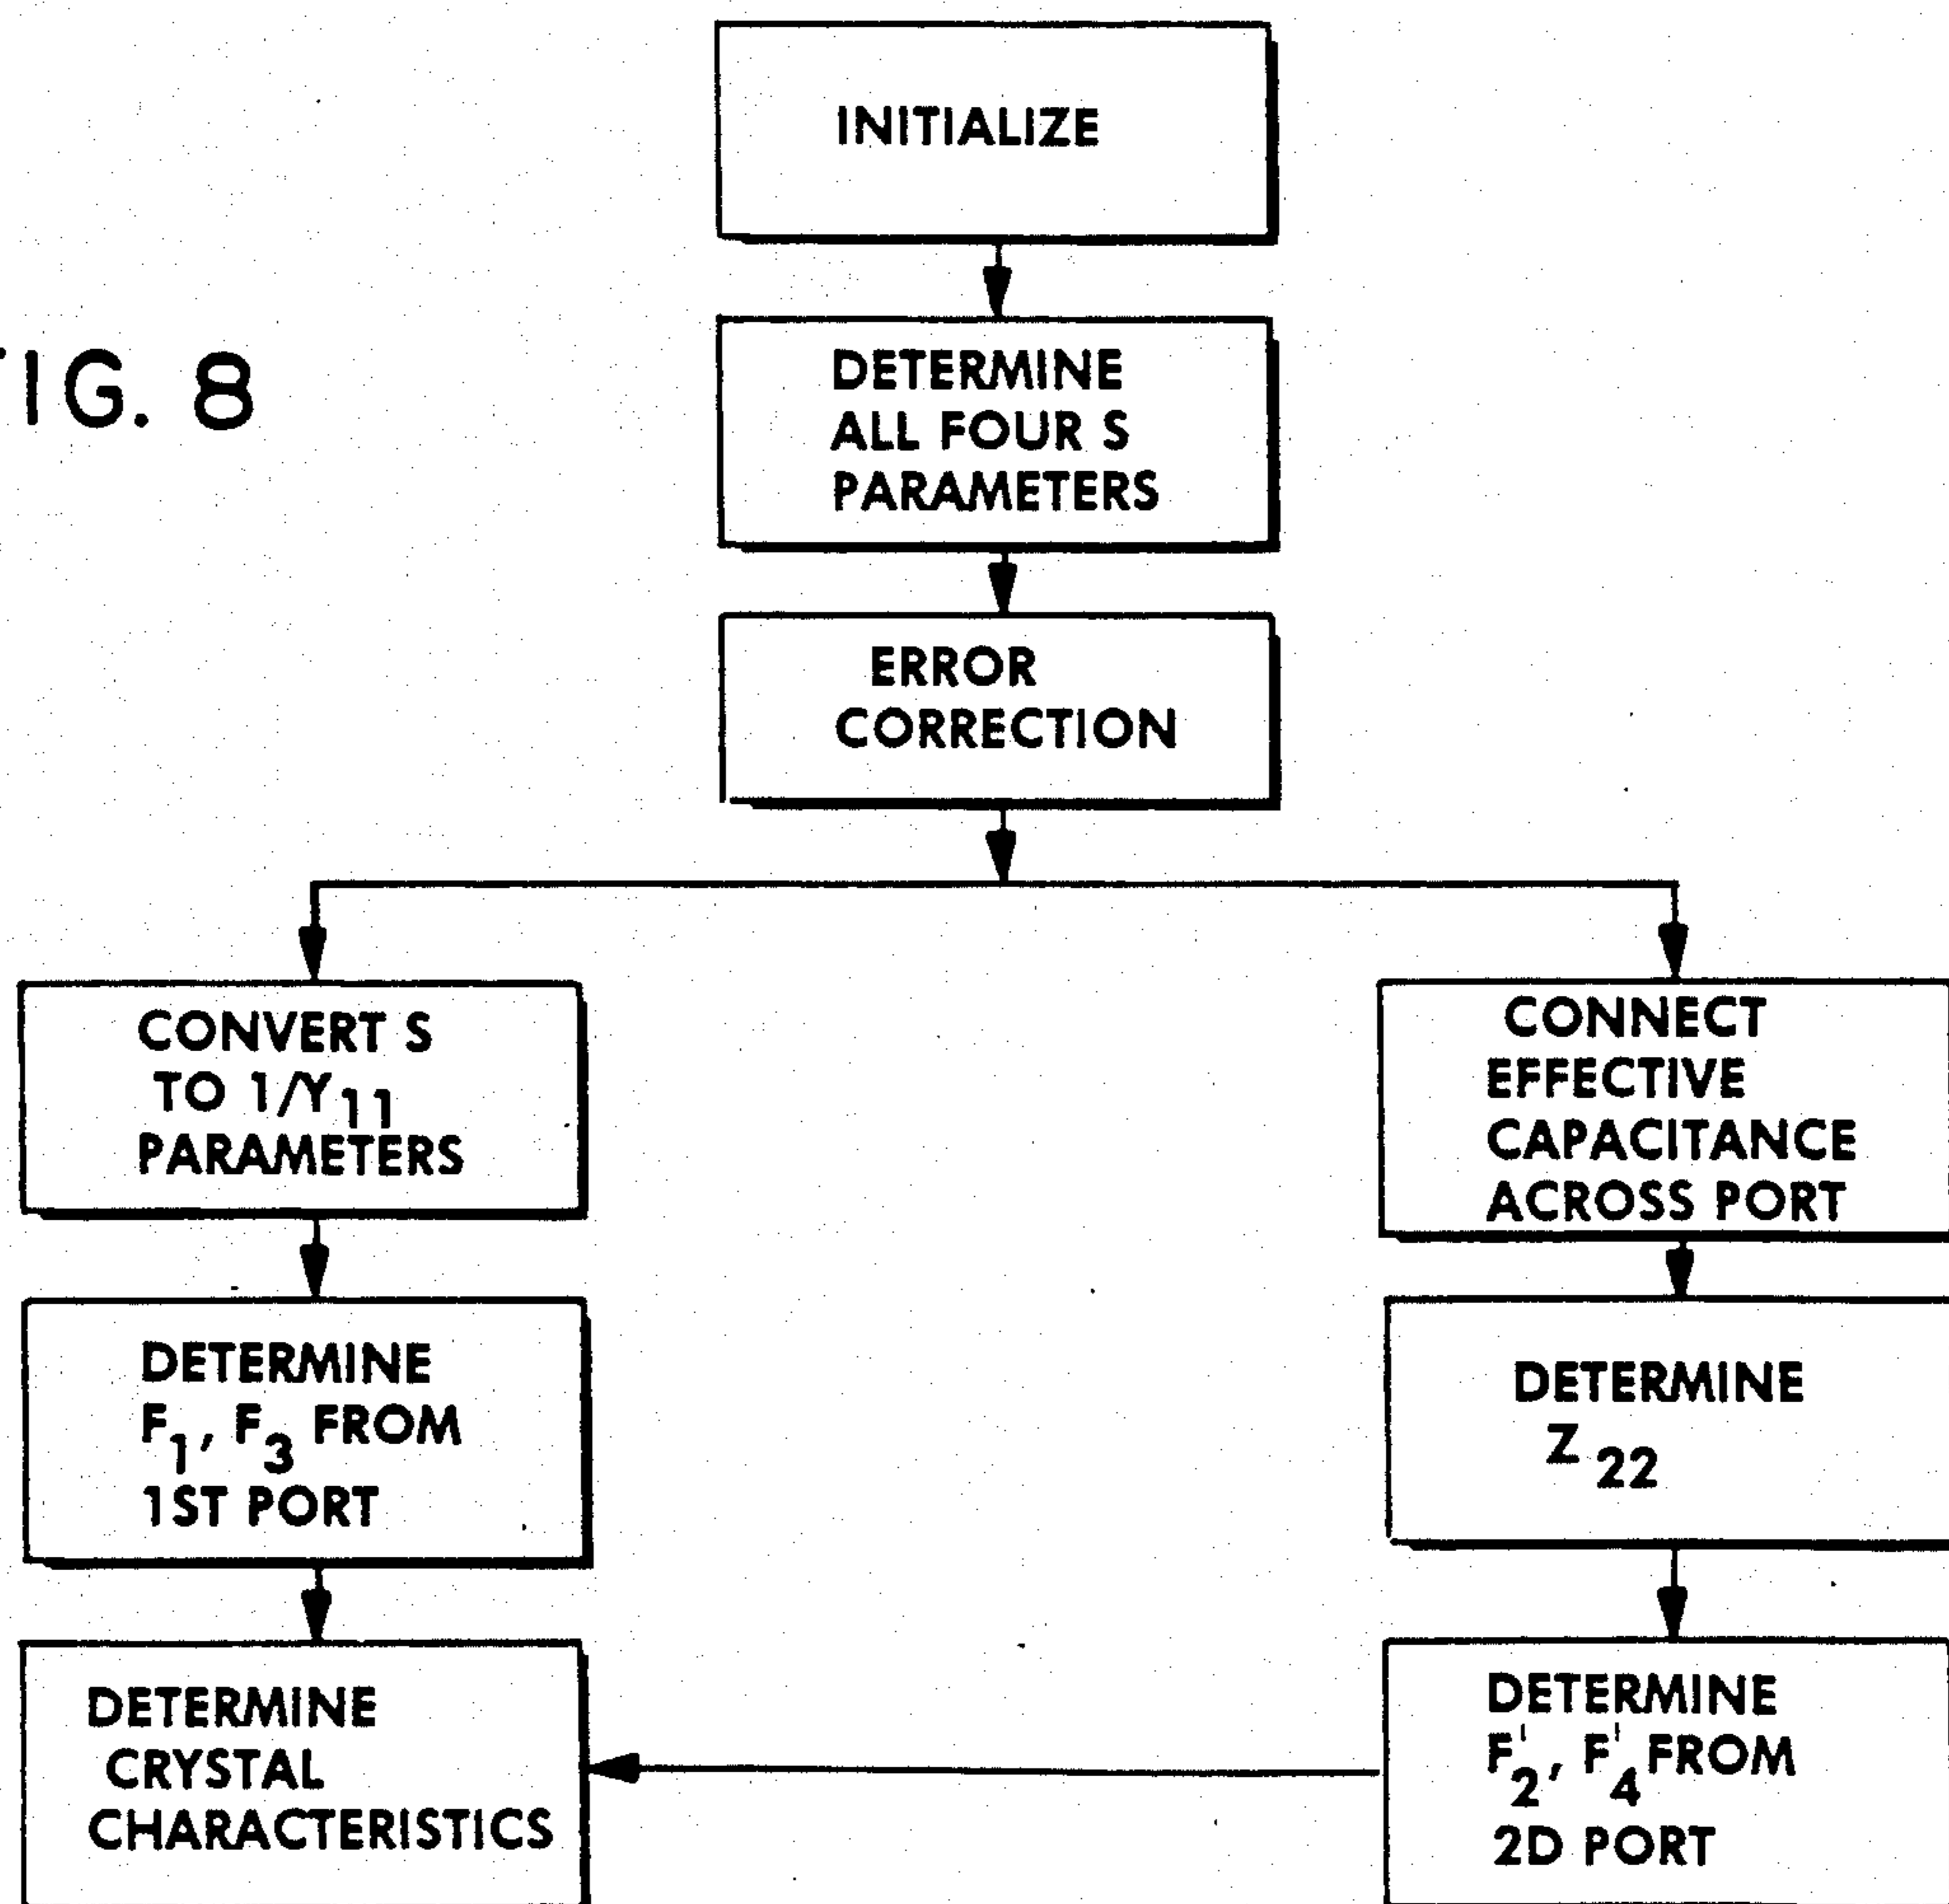 INITIALIZE
FIG. 8
DETERMINE
ALL FOUR S
PARAMETERS
ERROR
CORRECTION
CONVERT S
TO 1/Y₁₁
PARAMETERS
CONNECT
EFFECTIVE
CAPACITANCE
ACROSS PORT
DETERMINE
F₁, F₃ FROM
1ST PORT
DETERMINE
Z₂₂
DETERMINE
CRYSTAL
CHARACTERISTICS
DETERMINE
F'₂, F'₄ FROM
2D PORT